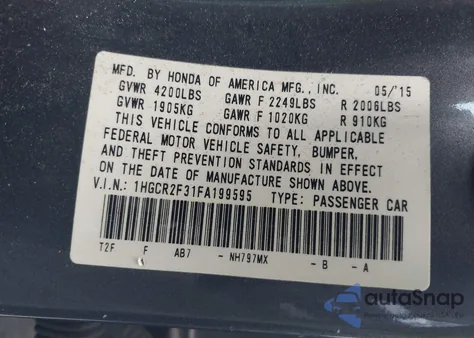 MFD. BY HONDA OF AMERICA MFG., INC. 05/'15
GVWR 4200LBS GAWR F 2249LBS R 2006LBS
GVWR 1905KG GAWR F 1020KG R 910KG
THIS VEHICLE CONFORMS TO ALL APPLICABLE
FEDERAL MOTOR VEHICLE SAFETY, BUMPER,
AND THEFT PREVENTION STANDARDS IN EFFECT
ON THE DATE OF MANUFACTURE SHOWN ABOVE.
V.I.N.: 1HGCR2F31FA199595 TYPE: PASSENGER CAR
T2F F AB7 - NH797MX - B - A
autoSnap